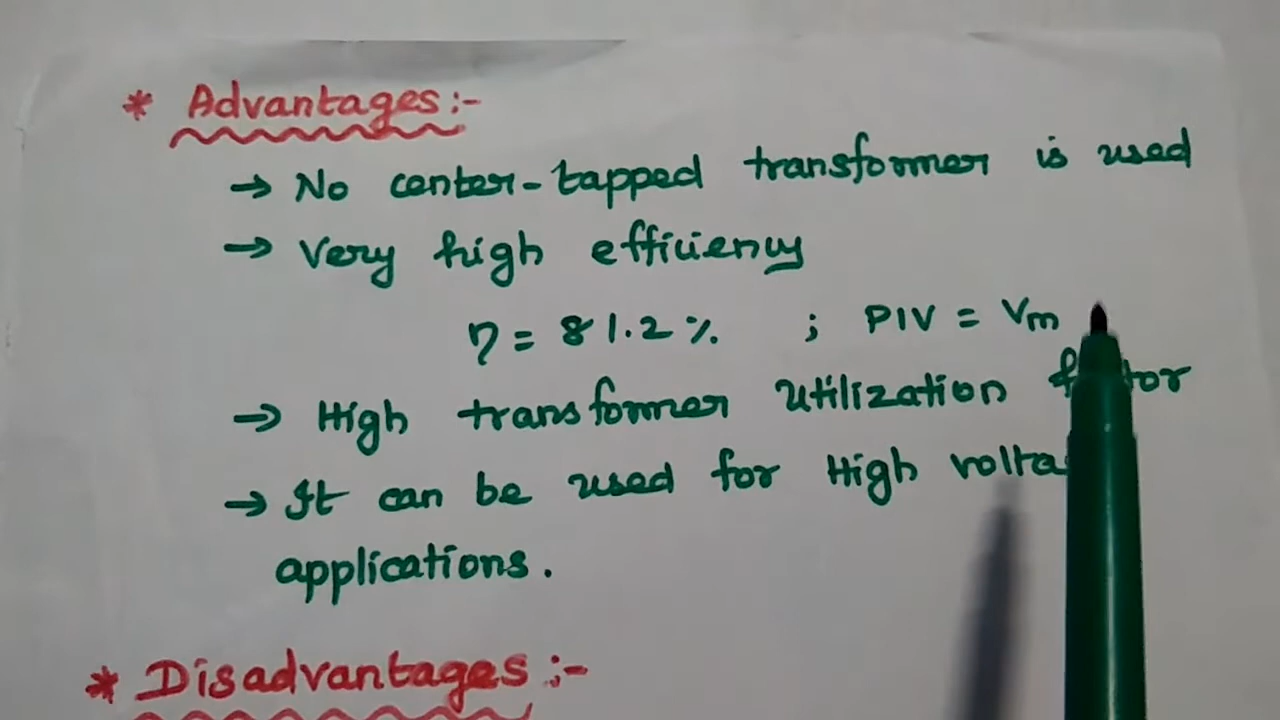 * Advantages:-
→ No center-tapped transformer is used
→ Very high efficiency
η = 81.2% ; PIV = Vm
→ High transformer utilization
→ It can be used for High
applications.
* Disadvantages:-